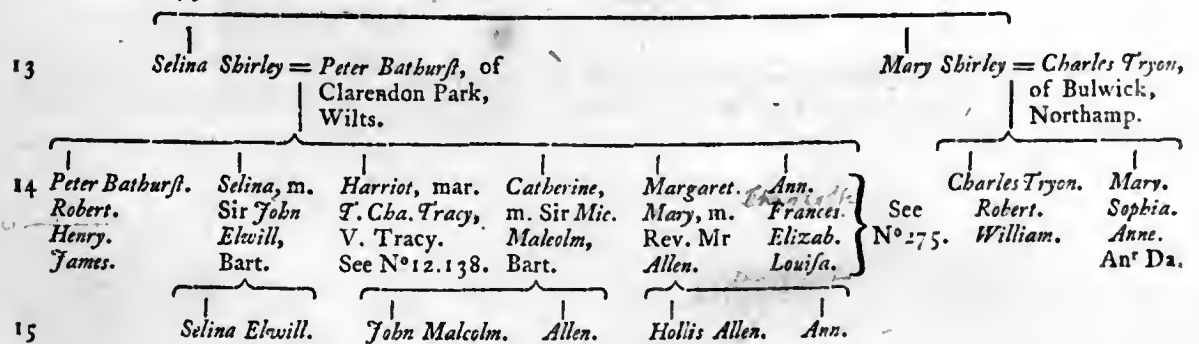 13 Selina Shirley = Peter Bathurſt, of Mary Shirley = Charles Tryon,
Clarendon Park, of Bulwick,
Wilts. Northamp.
14 Peter Bathurſt. Selina, m. Harriot, mar. Catherine, Margaret. Ann. Charles Tryon. Mary.
Robert. Sir John T. Cha. Tracy, m. Sir Mic. Mary, m. Frances. See Robert. Sophia.
Henry. Elwill, V. Tracy. Malcolm, Rev. Mr Elizab. Nº 275. William. Anne.
James. Bart. See Nº 12.138. Bart. Allen. Louiſa. Anr Da.
15 Selina Elwill. John Malcolm. Allen. Hollis Allen. Ann.